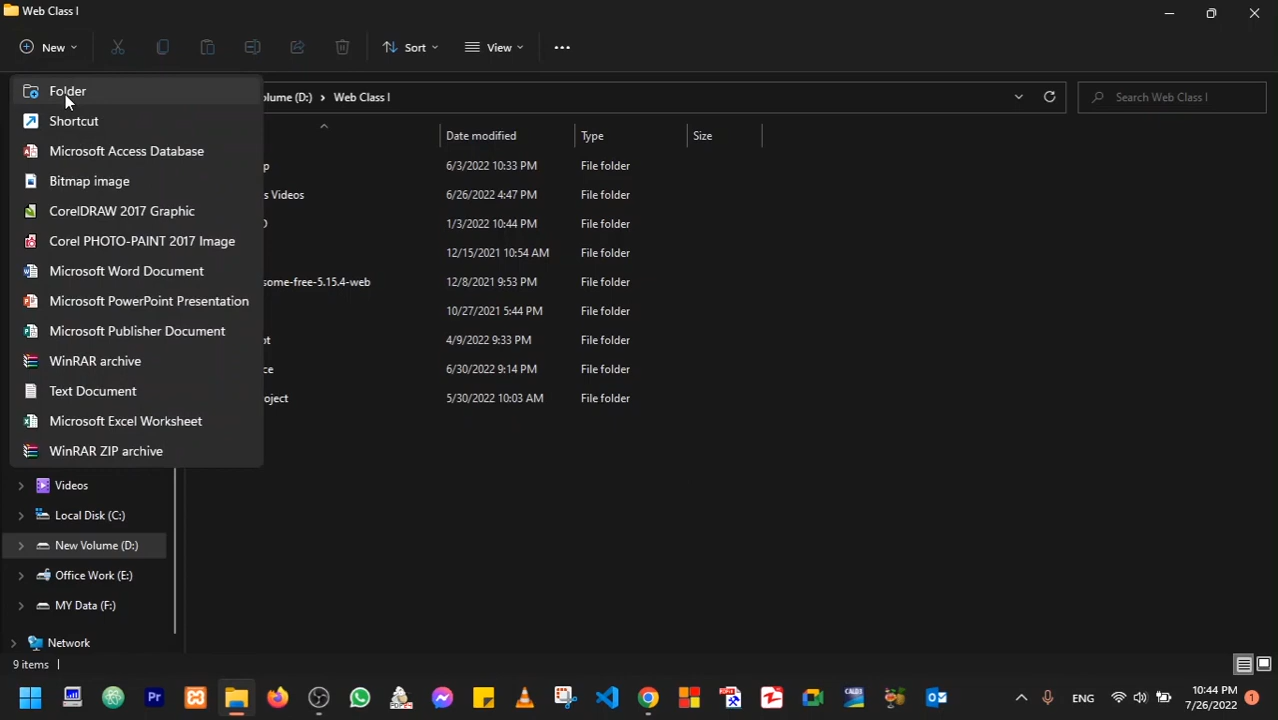 Web Class I
New
Sort
View
Folder
olume (D:) › Web Class I
Search Web Class I
Shortcut
Date modified
Type
Size
Microsoft Access Database
p
6/3/2022 10:33 PM
File folder
Bitmap image
s Videos
6/26/2022 4:47 PM
File folder
CorelDRAW 2017 Graphic
1/3/2022 10:44 PM
File folder
Corel PHOTO-PAINT 2017 Image
12/15/2021 10:54 AM
File folder
Microsoft Word Document
some-free-5.15.4-web
12/8/2021 9:53 PM
File folder
Microsoft PowerPoint Presentation
10/27/2021 5:44 PM
File folder
Microsoft Publisher Document
ot
4/9/2022 9:33 PM
File folder
WinRAR archive
ce
6/30/2022 9:14 PM
File folder
Text Document
oject
5/30/2022 10:03 AM
File folder
Microsoft Excel Worksheet
WinRAR ZIP archive
Videos
Local Disk (C:)
New Volume (D:)
Office Work (E:)
MY Data (F:)
Network
9 items
Pr
ENG
10:44 PM
7/26/2022
1